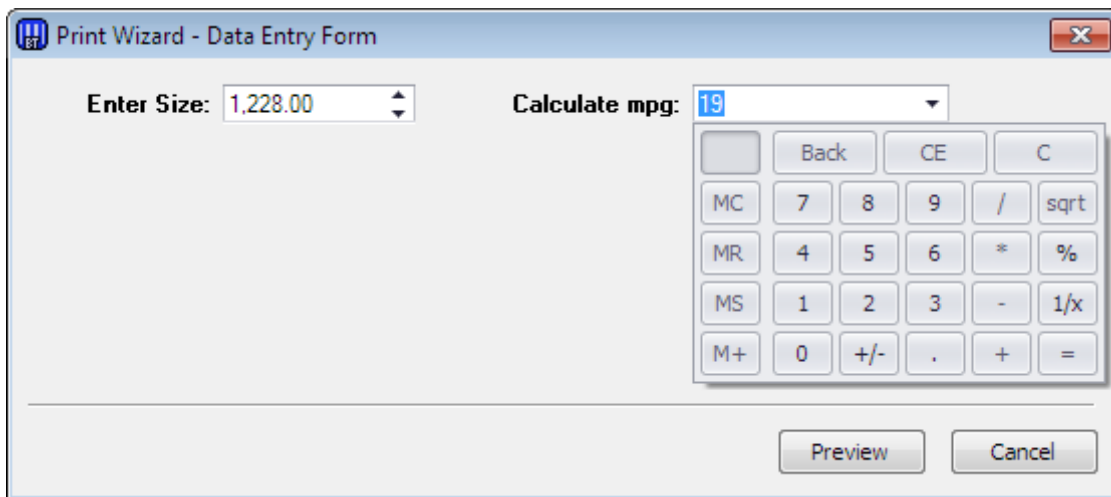 Print Wizard - Data Entry Form
Enter Size: 1,228.00 Calculate mpg: 19
Back CE C
MC 7 8 9 / sqrt
MR 4 5 6 * %
MS 1 2 3 - 1/x
M+ 0 +/- . + =
Preview Cancel